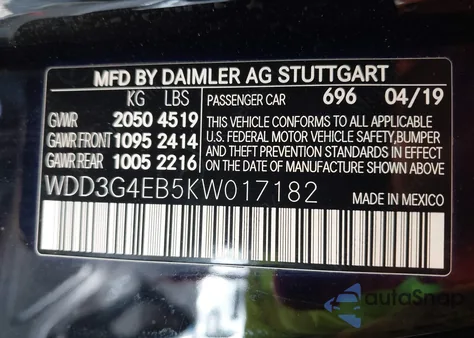 MFD BY DAIMLER AG STUTTGART
KG LBS PASSENGER CAR 696 04/19
GVWR 2050 4519
GAWR FRONT 1095 2414
GAWR REAR 1005 2216
THIS VEHICLE CONFORMS TO ALL APPLICABLE
U.S. FEDERAL MOTOR VEHICLE SAFETY,BUMPER
AND THEFT PREVENTION STANDARDS IN EFFECT
ON THE DATE OF MANUFACTURE SHOWN ABOVE.
WDD3G4EB5KW017182 MADE IN MEXICO
autoSnap